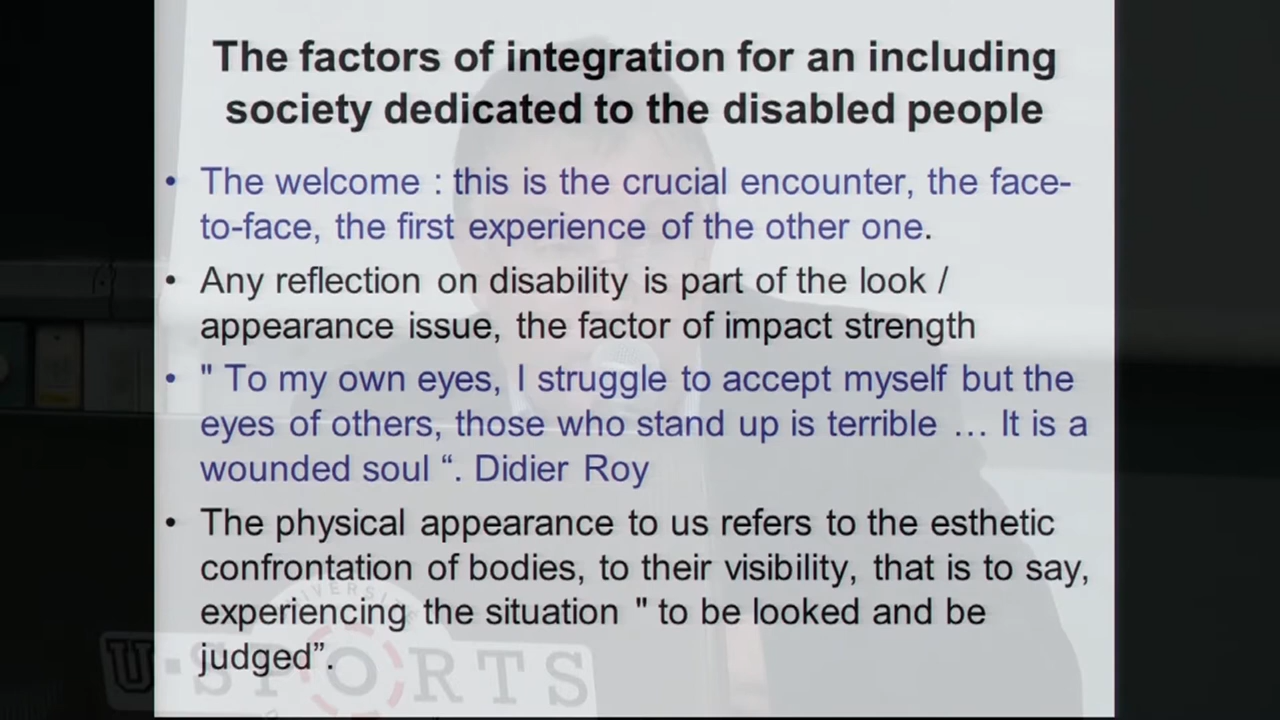 The factors of integration for an including
society dedicated to the disabled people
• The welcome : this is the crucial encounter, the face-
to-face, the first experience of the other one.
• Any reflection on disability is part of the look /
appearance issue, the factor of impact strength
• " To my own eyes, I struggle to accept myself but the
eyes of others, those who stand up is terrible … It is a
wounded soul “. Didier Roy
• The physical appearance to us refers to the esthetic
confrontation of bodies, to their visibility, that is to say,
experiencing the situation " to be looked and be
judged”.
UNIVERSITÉ
U·SPORTS